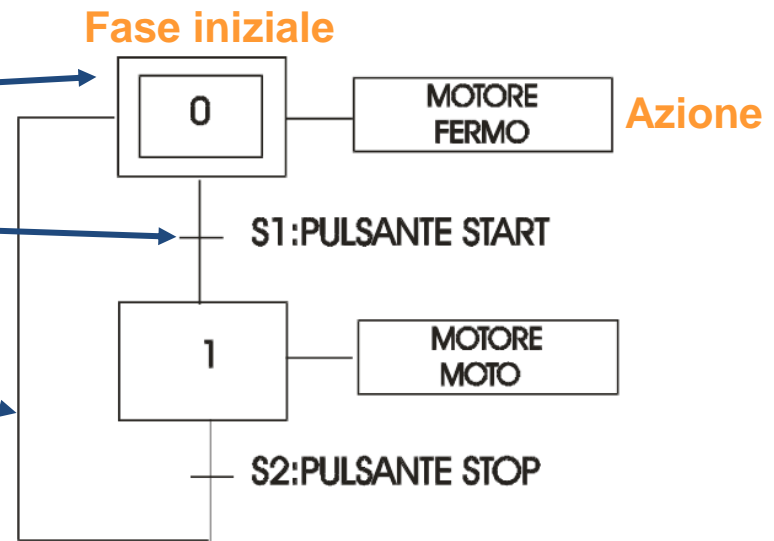 Fase iniziale
0
MOTORE
FERMO
Azione
S1:PULSANTE START
1
MOTORE
MOTO
S2:PULSANTE STOP